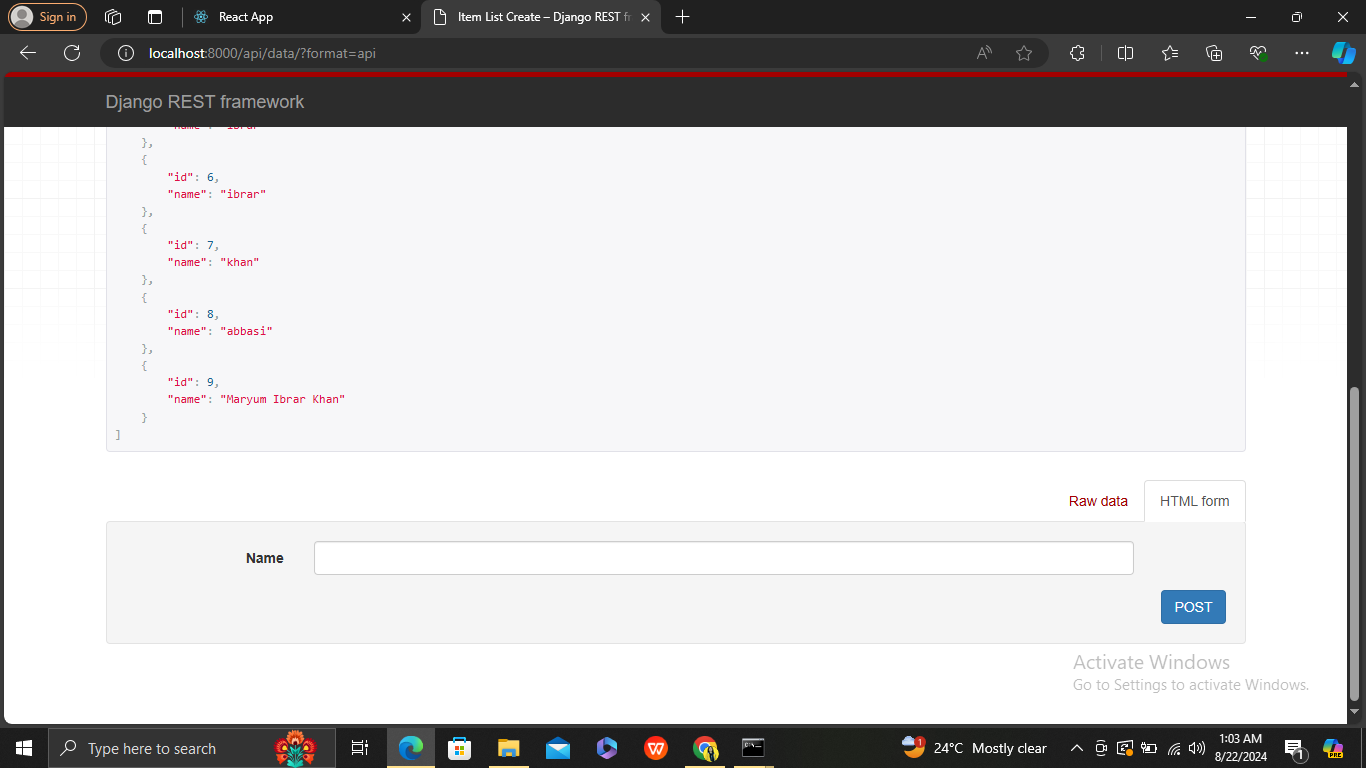 Sign in
React App
Item List Create – Django REST fr
localhost:8000/api/data/?format=api
Django REST framework
"name": "ibrar"
},
{
"id": 6,
"name": "ibrar"
},
{
"id": 7,
"name": "khan"
},
{
"id": 8,
"name": "abbasi"
},
{
"id": 9,
"name": "Maryum Ibrar Khan"
}
]
Raw data
HTML form
Name
POST
Activate Windows
Go to Settings to activate Windows.
Type here to search
1
24°C Mostly clear
1:03 AM
8/22/2024
1
PRE